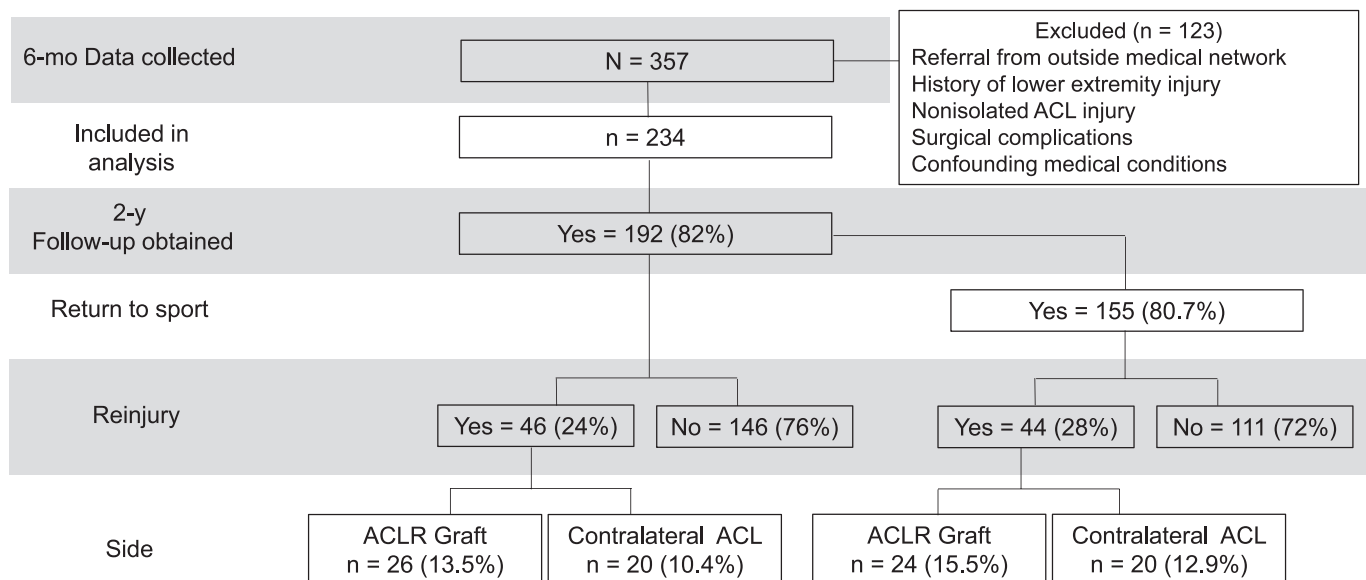 6-mo Data collected
N = 357
Excluded (n = 123)
Referral from outside medical network
History of lower extremity injury
Nonisolated ACL injury
Surgical complications
Confounding medical conditions
Included in
analysis
n = 234
2-y
Follow-up obtained
Yes = 192 (82%)
Return to sport
Yes = 155 (80.7%)
Reinjury
Yes = 46 (24%)
No = 146 (76%)
Yes = 44 (28%)
No = 111 (72%)
Side
ACLR Graft
n = 26 (13.5%)
Contralateral ACL
n = 20 (10.4%)
ACLR Graft
n = 24 (15.5%)
Contralateral ACL
n = 20 (12.9%)